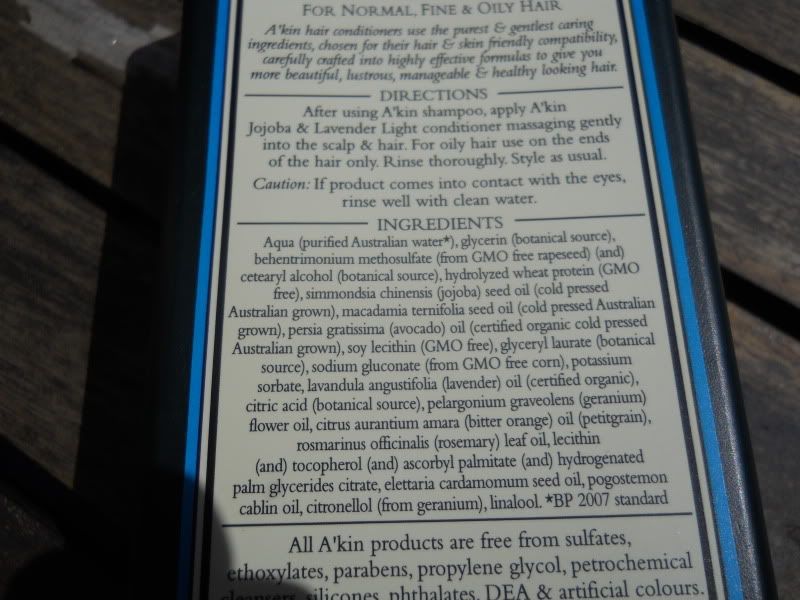 FOR NORMAL, FINE & OILY HAIR
A'kin hair conditioners use the purest & gentlest caring
ingredients, chosen for their hair & skin friendly compatibility,
carefully crafted into highly effective formulas to give you
more beautiful, lustrous, manageable & healthy looking hair.
DIRECTIONS
After using A'kin shampoo, apply A'kin
Jojoba & Lavender Light conditioner massaging gently
into the scalp & hair. For oily hair use on the ends
of the hair only. Rinse thoroughly. Style as usual.
Caution: If product comes into contact with the eyes,
rinse well with clean water.
INGREDIENTS
Aqua (purified Australian water*), glycerin (botanical source),
behentrimonium methosulfate (from GMO free rapeseed) (and)
cetearyl alcohol (botanical source), hydrolyzed wheat protein (GMO
free), simmondsia chinensis (jojoba) seed oil (cold pressed
Australian grown), macadamia ternifolia seed oil (cold pressed Australian
grown), persia gratissima (avocado) oil (certified organic cold pressed
Australian grown), soy lecithin (GMO free), glyceryl laurate (botanical
source), sodium gluconate (from GMO free corn), potassium
sorbate, lavandula angustifolia (lavender) oil (certified organic),
citric acid (botanical source), pelargonium graveolens (geranium)
flower oil, citrus aurantium amara (bitter orange) oil (petitgrain),
rosmarinus officinalis (rosemary) leaf oil, lecithin
(and) tocopherol (and) ascorbyl palmitate (and) hydrogenated
palm glycerides citrate, elettaria cardamomum seed oil, pogostemon
cablin oil, citronellol (from geranium), linalool. *BP 2007 standard
All A'kin products are free from sulfates,
ethoxylates, parabens, propylene glycol, petrochemical
cleansers, silicones, phthalates, DEA & artificial colours.